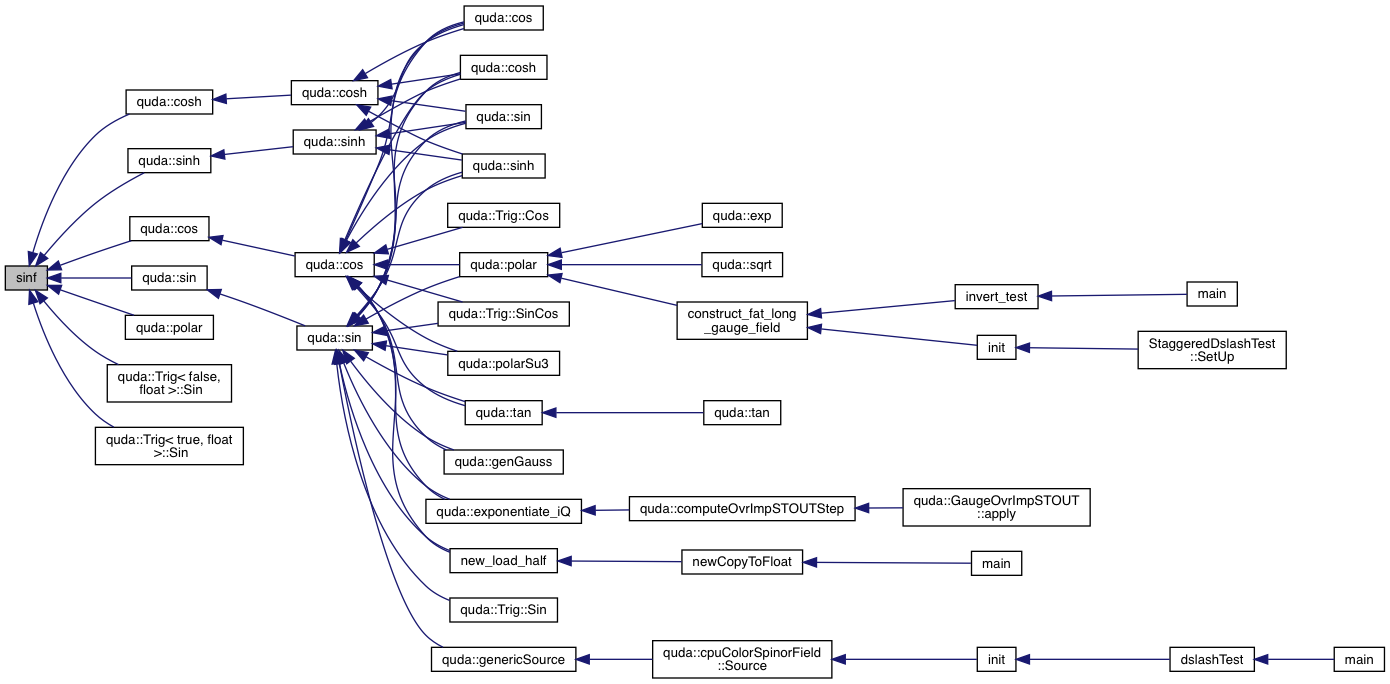 sinf
quda::cosh
quda::sinh
quda::cos
quda::sin
quda::polar
quda::Trig< false,
float >::Sin
quda::Trig< true, float
>::Sin
quda::cosh
quda::sinh
quda::cos
quda::sin
quda::cos
quda::cosh
quda::sin
quda::sinh
quda::Trig::Cos
quda::polar
quda::Trig::SinCos
quda::polarSu3
quda::tan
quda::genGauss
quda::exponentiate_iQ
new_load_half
quda::Trig::Sin
quda::genericSource
quda::exp
quda::sqrt
construct_fat_long
_gauge_field
quda::tan
quda::computeOvrImpSTOUTStep
newCopyToFloat
quda::cpuColorSpinorField
::Source
invert_test
init
quda::GaugeOvrImpSTOUT
::apply
main
init
main
StaggeredDslashTest
::SetUp
dslashTest
main